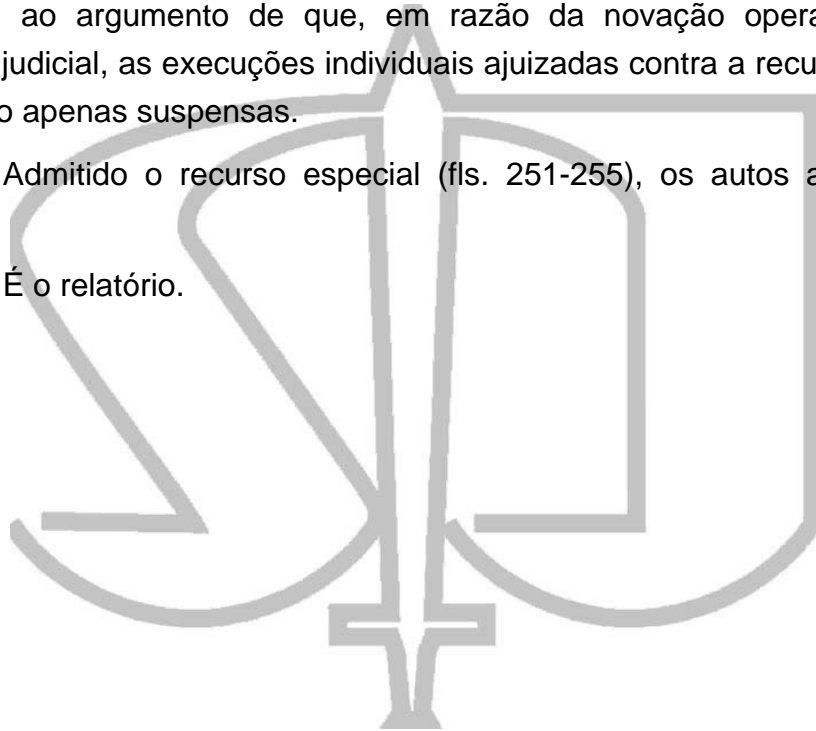 ao argumento de que, em razão da novação opera
judicial, as execuções individuais ajuizadas contra a recu
o apenas suspensas.
Admitido o recurso especial (fls. 251-255), os autos a
É o relatório.